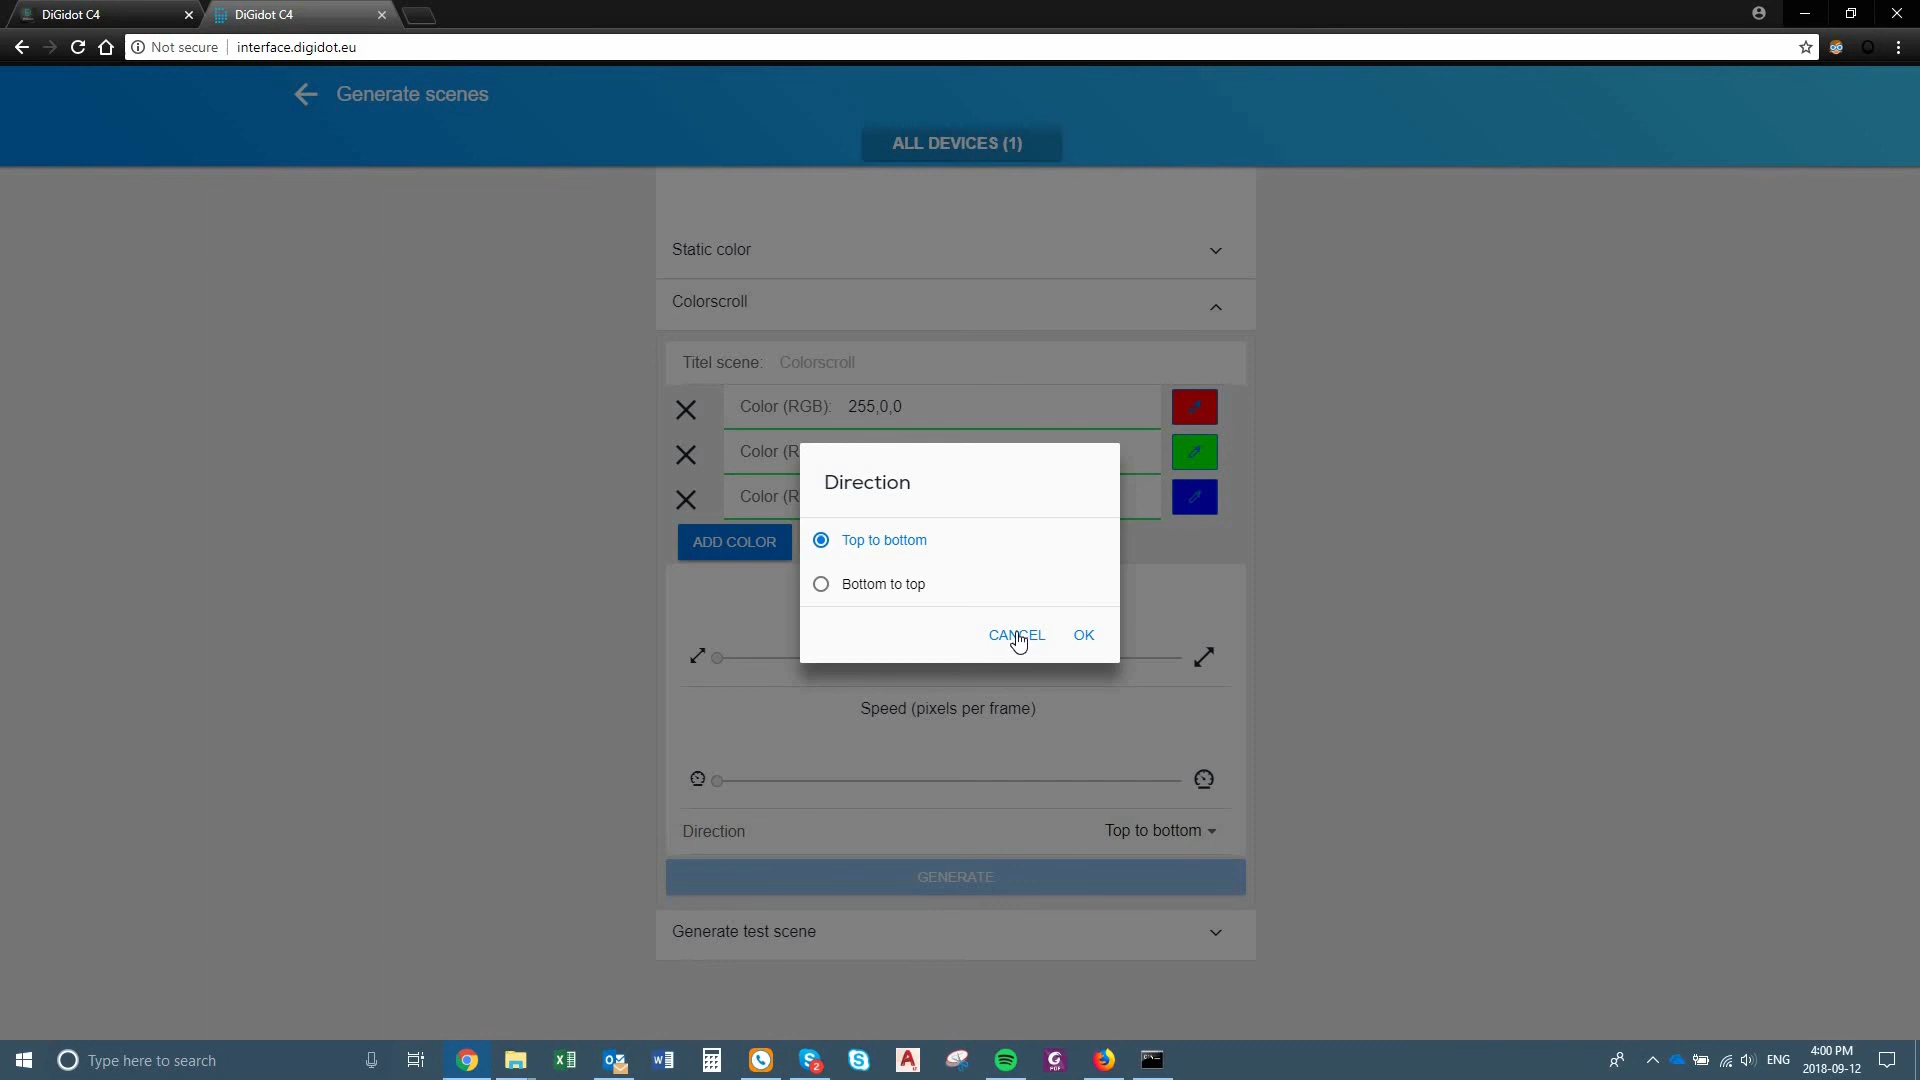 DiGidot C4
DiGidot C4
Not secure
interface.digidot.eu
Generate scenes
ALL DEVICES (1)
Static color
Colorscroll
Titel scene: Colorscroll
Color (RGB): 255,0,0
Color (R
Color (R
ADD COLOR
Direction
Top to bottom
Bottom to top
CANCEL OK
Speed (pixels per frame)
Direction Top to bottom
GENERATE
Generate test scene
Type here to search
2
ENG
4:00 PM
2018-09-12